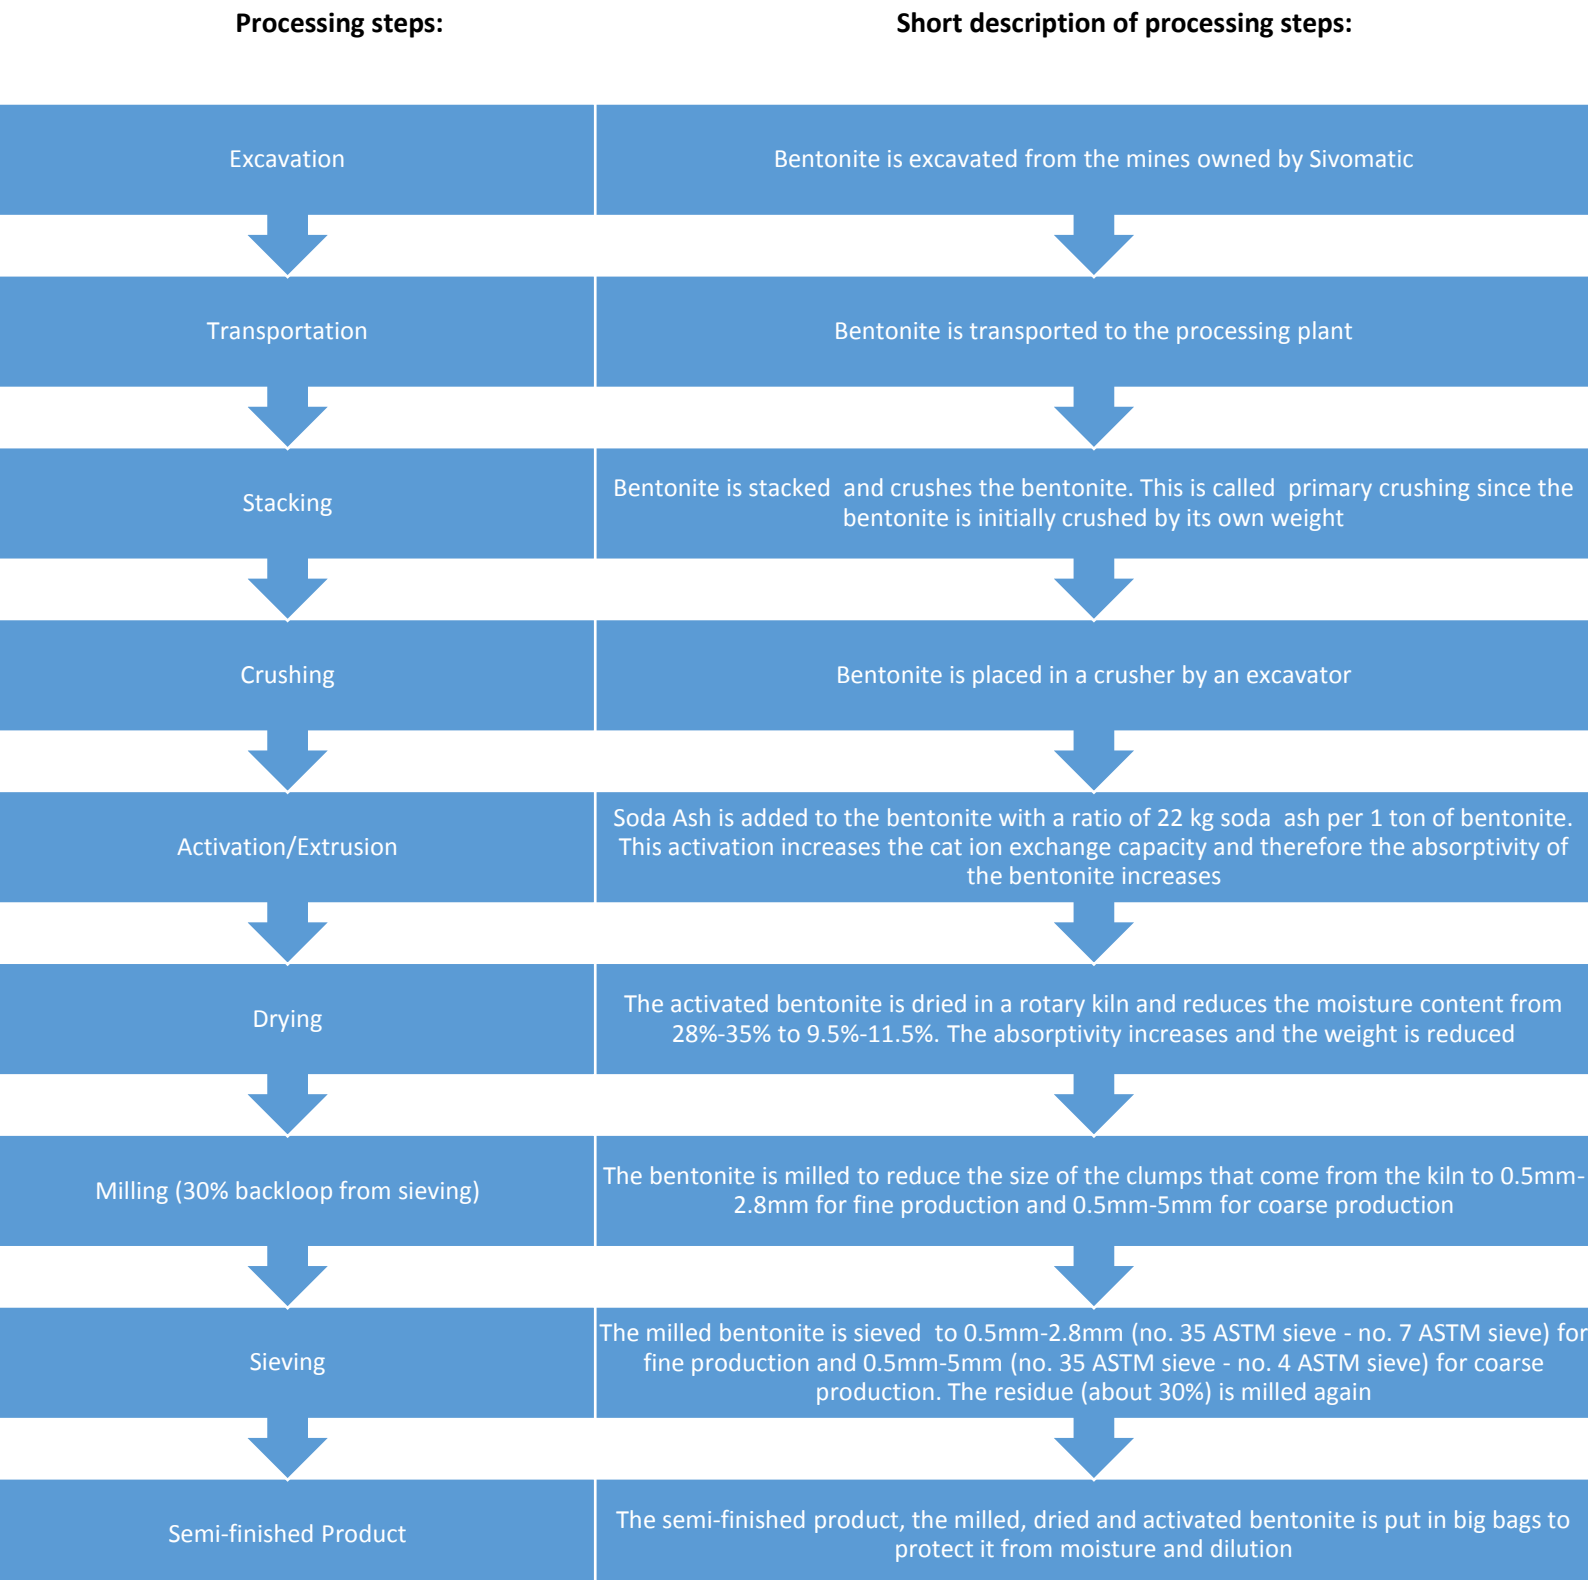 Processing steps:
Short description of processing steps:
Excavation
Bentonite is excavated from the mines owned by Sivomatic
Transportation
Bentonite is transported to the processing plant
Stacking
Bentonite is stacked  and crushes the bentonite. This is called  primary crushing since the
bentonite is initially crushed by its own weight
Crushing
Bentonite is placed in a crusher by an excavator
Activation/Extrusion
Soda Ash is added to the bentonite with a ratio of 22 kg soda  ash per 1 ton of bentonite.
This activation increases the cat ion exchange capacity and therefore the absorptivity of
the bentonite increases
Drying
The activated bentonite is dried in a rotary kiln and reduces the moisture content from
28%-35% to 9.5%-11.5%. The absorptivity increases and the weight is reduced
Milling (30% backloop from sieving)
The bentonite is milled to reduce the size of the clumps that come from the kiln to 0.5mm-
2.8mm for fine production and 0.5mm-5mm for coarse production
Sieving
The milled bentonite is sieved  to 0.5mm-2.8mm (no. 35 ASTM sieve - no. 7 ASTM sieve) for
fine production and 0.5mm-5mm (no. 35 ASTM sieve - no. 4 ASTM sieve) for coarse
production. The residue (about 30%) is milled again
Semi-finished Product
The semi-finished product, the milled, dried and activated bentonite is put in big bags to
protect it from moisture and dilution